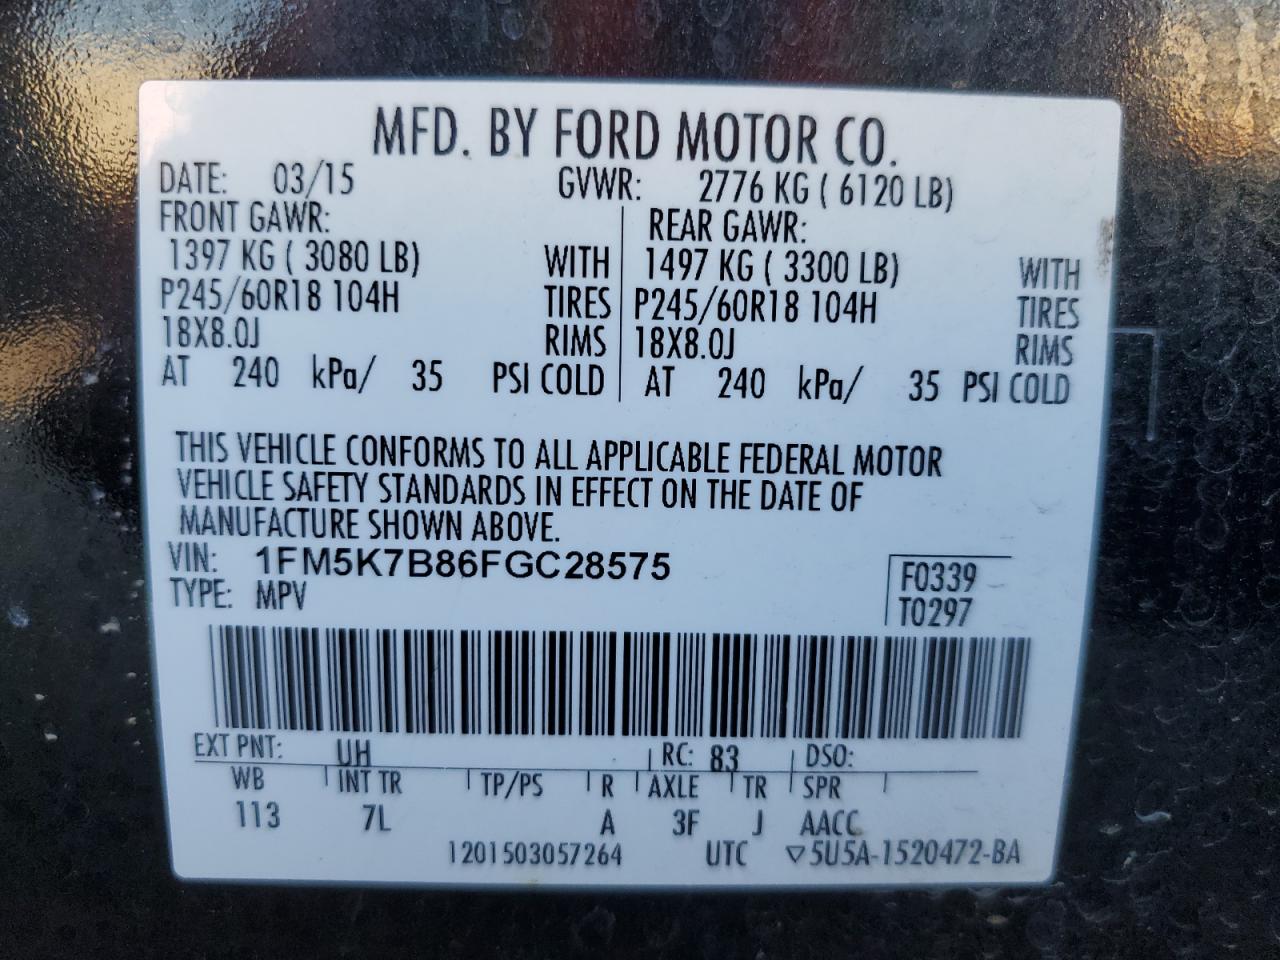 MFD. BY FORD MOTOR CO.
DATE: 03/15 GVWR: 2776 KG ( 6120 LB)
FRONT GAWR: REAR GAWR:
1397 KG ( 3080 LB) WITH 1497 KG ( 3300 LB) WITH
P245/60R18 104H TIRES P245/60R18 104H TIRES
18X8.0J RIMS 18X8.0J RIMS
AT 240 kPa/ 35 PSI COLD AT 240 kPa/ 35 PSI COLD
THIS VEHICLE CONFORMS TO ALL APPLICABLE FEDERAL MOTOR
VEHICLE SAFETY STANDARDS IN EFFECT ON THE DATE OF
MANUFACTURE SHOWN ABOVE.
VIN: 1FM5K7B86FGC28575 F0339
TYPE: MPV T0297
EXT PNT: UH RC: 83 DSO:
WB INT TR TP/PS R AXLE TR SPR
113 7L A 3F J AACC
1201503057264 UTC ▽5U5A-1520472-BA